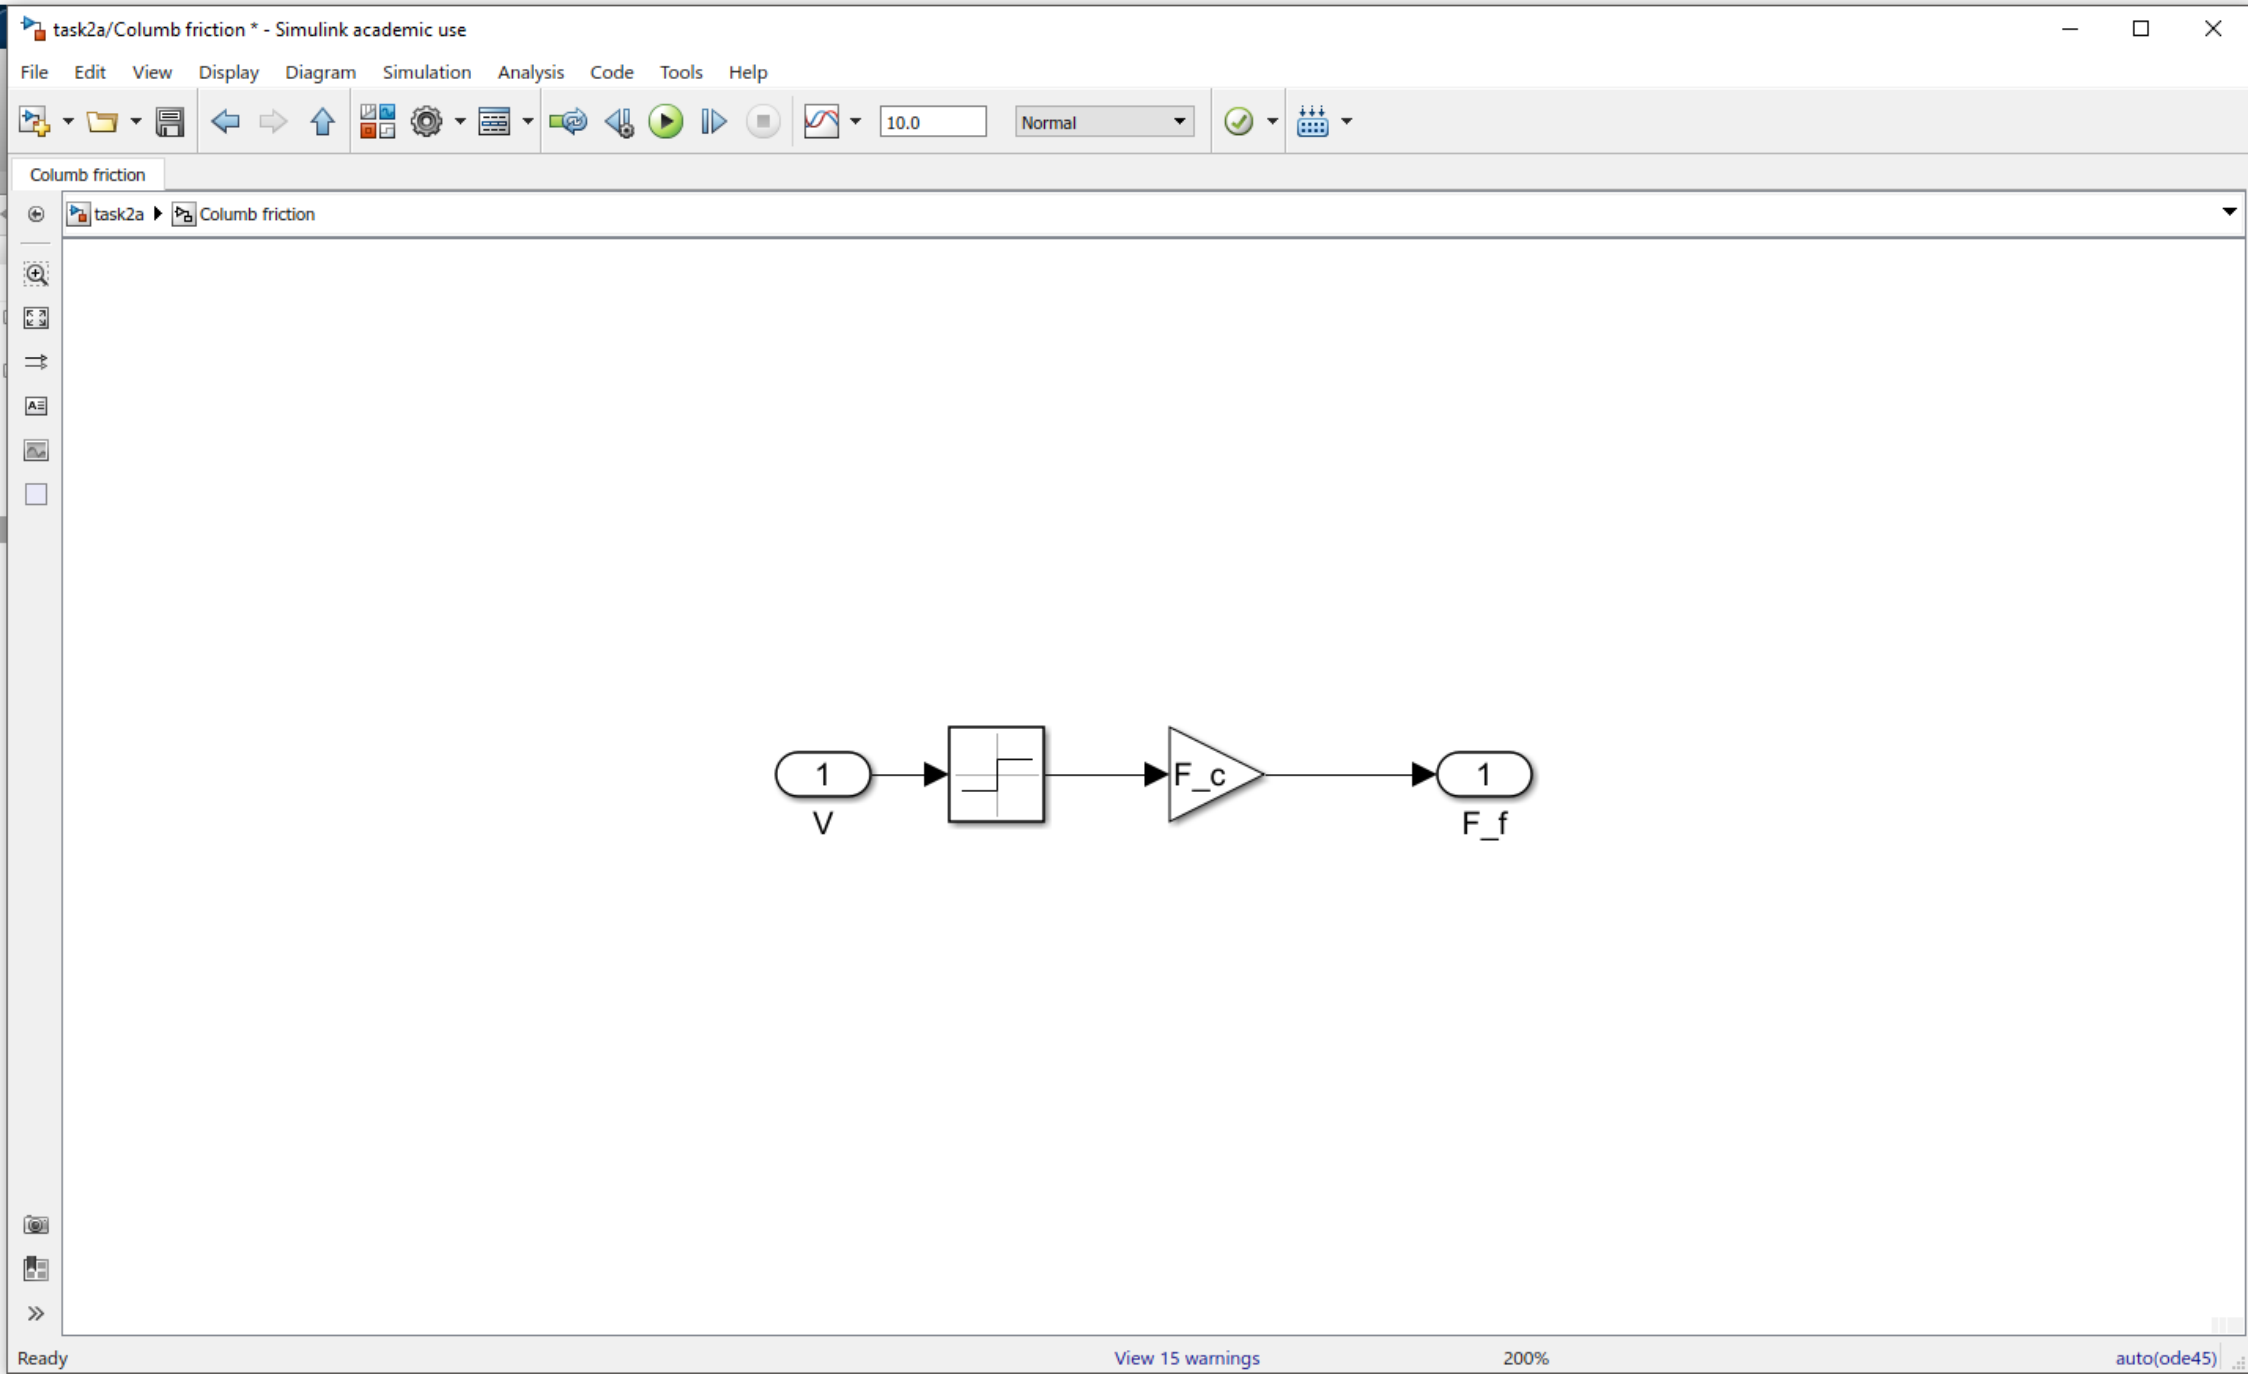 task2a/Columb friction * - Simulink academic use
File Edit View Display Diagram Simulation Analysis Code Tools Help
10.0 Normal
Columb friction
task2a Columb friction
1 F_c 1
V F_f
Ready View 15 warnings 200% auto(ode45)